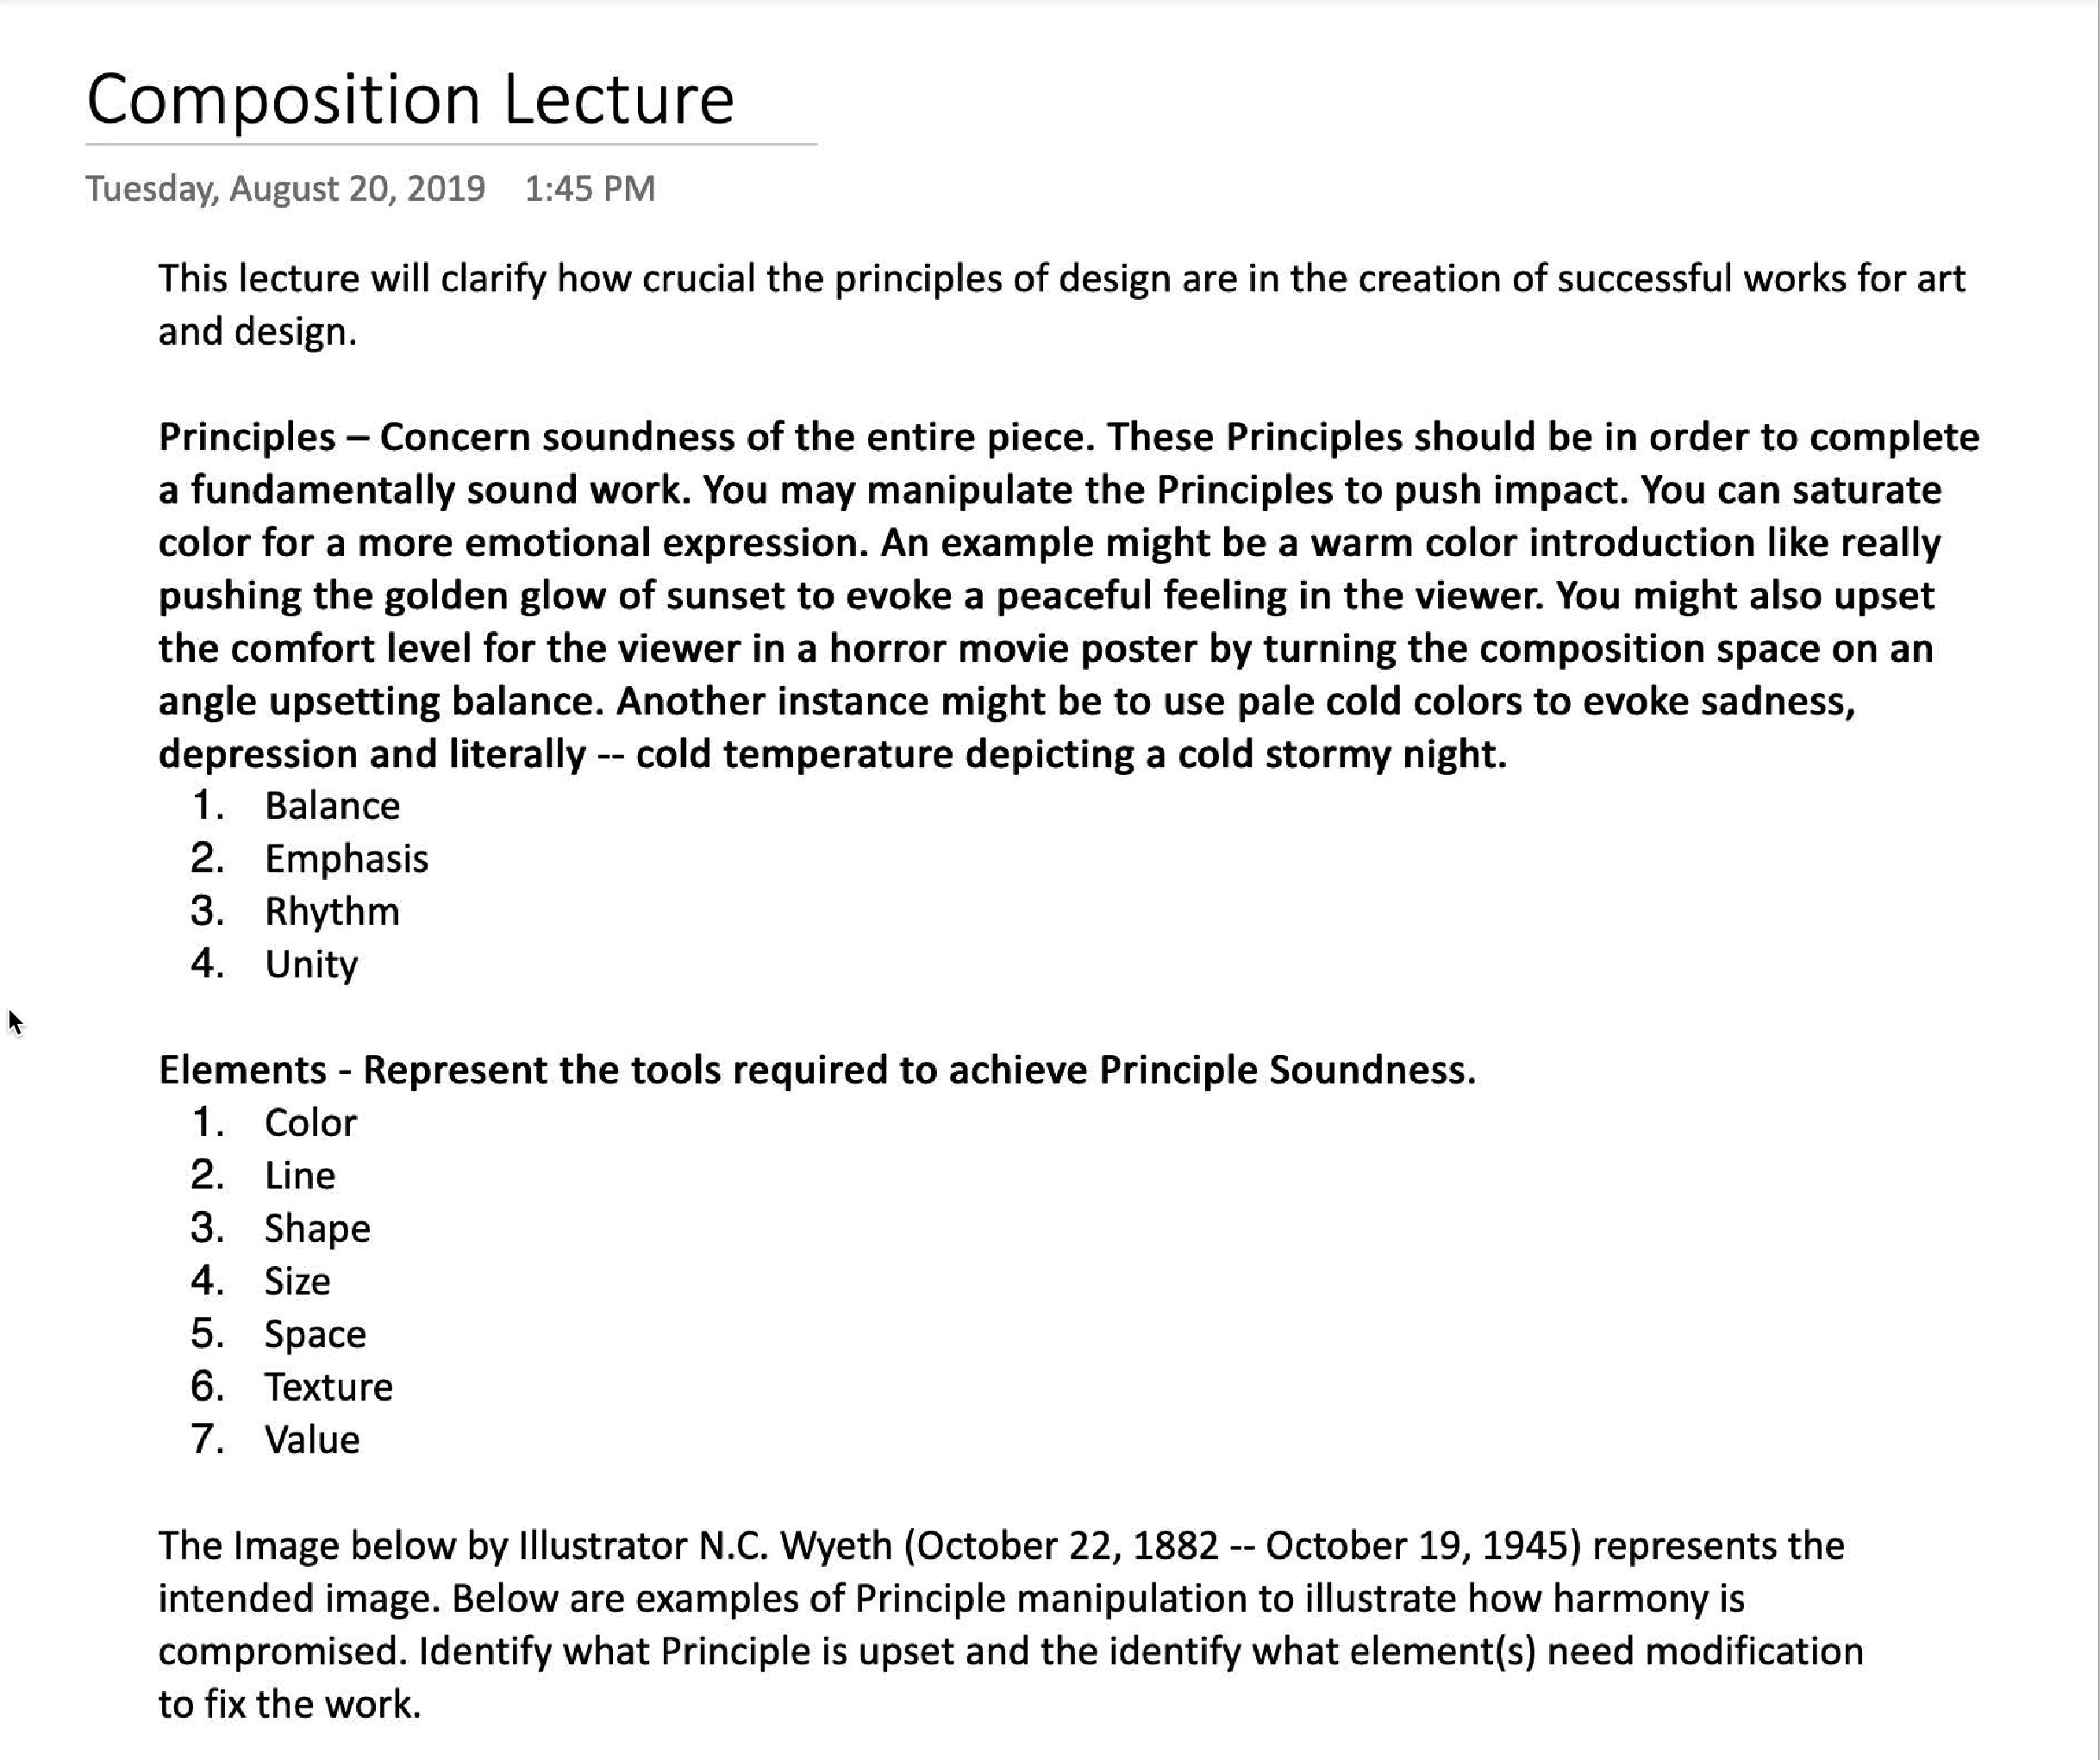 Composition Lecture
Tuesday, August 20, 2019 1:45 PM
This lecture will clarify how crucial the principles of design are in the creation of successful works for art
and design.
Principles – Concern soundness of the entire piece. These Principles should be in order to complete
a fundamentally sound work. You may manipulate the Principles to push impact. You can saturate
color for a more emotional expression. An example might be a warm color introduction like really
pushing the golden glow of sunset to evoke a peaceful feeling in the viewer. You might also upset
the comfort level for the viewer in a horror movie poster by turning the composition space on an
angle upsetting balance. Another instance might be to use pale cold colors to evoke sadness,
depression and literally -- cold temperature depicting a cold stormy night.
1. Balance
2. Emphasis
3. Rhythm
4. Unity
Elements - Represent the tools required to achieve Principle Soundness.
1. Color
2. Line
3. Shape
4. Size
5. Space
6. Texture
7. Value
The Image below by Illustrator N.C. Wyeth (October 22, 1882 -- October 19, 1945) represents the
intended image. Below are examples of Principle manipulation to illustrate how harmony is
compromised. Identify what Principle is upset and the identify what element(s) need modification
to fix the work.